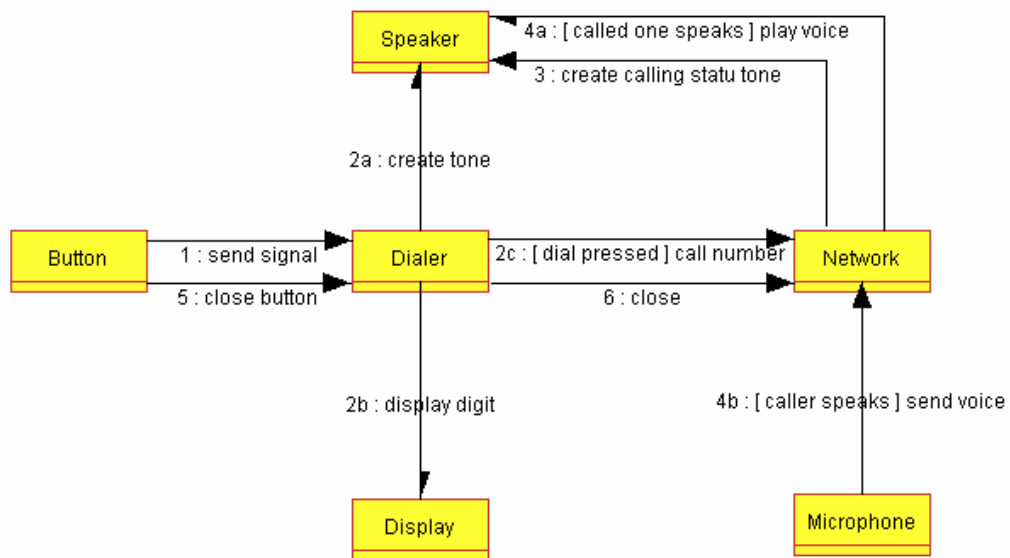 4a : [ called one speaks ] play voice
Speaker
3 : create calling statu tone
2a : create tone
Button
1 : send signal
Dialer
2c : [ dial pressed ] call number
Network
5 : close button
6 : close
2b : display digit
4b : [ caller speaks ] send voice
Display
Microphone